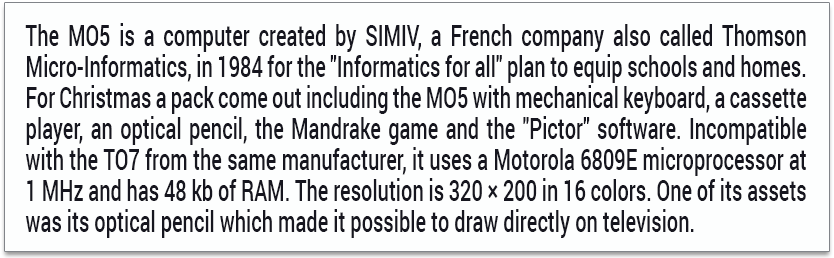 The MO5 is a computer created by SIMIV, a French company also called Thomson
Micro-Informatics, in 1984 for the "Informatics for all" plan to equip schools and homes.
For Christmas a pack come out including the MO5 with mechanical keyboard, a cassette
player, an optical pencil, the Mandrake game and the "Pictor" software. Incompatible
with the TO7 from the same manufacturer, it uses a Motorola 6809E microprocessor at
1 MHz and has 48 kb of RAM. The resolution is 320 × 200 in 16 colors. One of its assets
was its optical pencil which made it possible to draw directly on television.